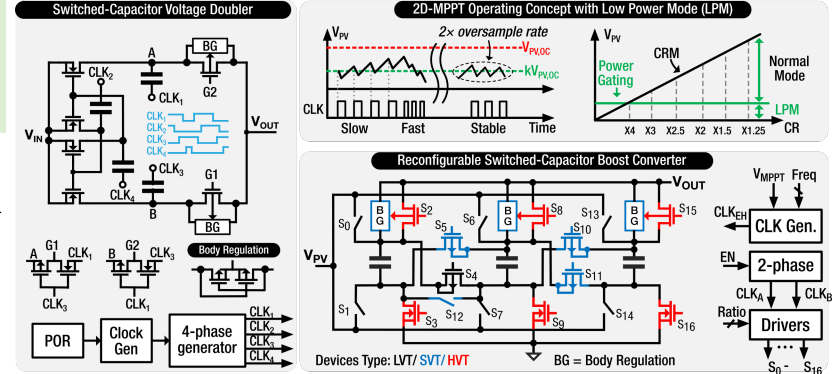 Switched-Capacitor Voltage Doubler
A
BG
CLK2
G2
CLK1
CLK1
CLK2
CLK3
CLK4
VIN
VOUT
CLK3
G1
CLK4
B
BG
A G1 CLK1
B G2 CLK3
Body Regulation
CLK3
CLK1
POR
Clock
Gen
4-phase
generator
CLK1
CLK2
CLK3
CLK4
2D-MPPT Operating Concept with Low Power Mode (LPM)
VPV
2× oversample rate
VPV,OC
kVPV,OC
CLK
Slow Fast Stable Time
VPV
CRM
Power
Gating
Normal
Mode
LPM
X4 X3 X2.5 X2 X1.5 X1.25 CR
Reconfigurable Switched-Capacitor Boost Converter
VOUT
S0
BG
S2
S5
S6
BG
S8
S13
S10
BG
S15
VPV
S4
S11
S1
S3
S12
S7
S9
S14
S16
Devices Type: LVT/ SVT/ HVT
BG = Body Regulation
VMPPT Freq
CLKEH
CLK Gen.
EN
2-phase
CLKA
CLKB
Ratio
Drivers
S0 - S16